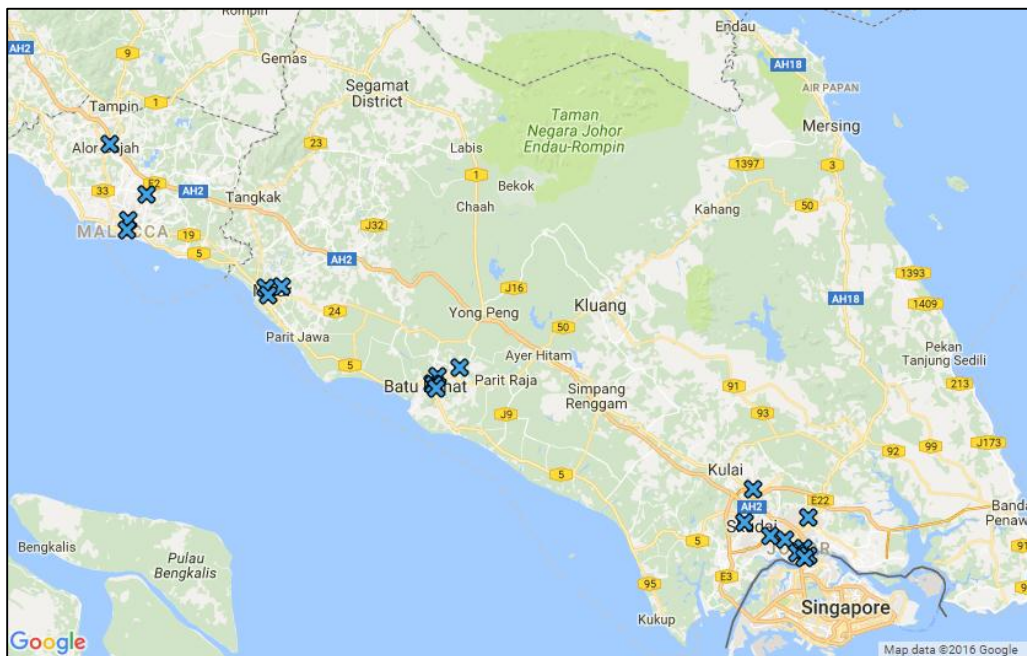 Rompin
Endau
AH2
9
Gemas
AH18
Segamat
District
AIR PAPAN
Tampin
1
Taman
Negara Johor
Endau-Rompin
Mersing
Alor
jah
23
Labis
1
1397
3
33
E2
AH2
Tangkak
Bekok
Chaah
Kahang
50
MAL
CCA
19
J32
5
AH2
1393
J16
AH18
Kluang
1409
24
Yong Peng
50
Parit Jawa
Pekan
Tanjung Sedili
5
Ayer Hitam
Batu
hat
Parit Raja
Simpang
Renggam
91
213
J9
93
J173
99
92
5
Kulai
E22
AH2
Banda
Penaw
Bengkalis
Pulau
Bengkalis
5
91
E3
95
Singapore
Kukup
Google
Map data ©2016 Google